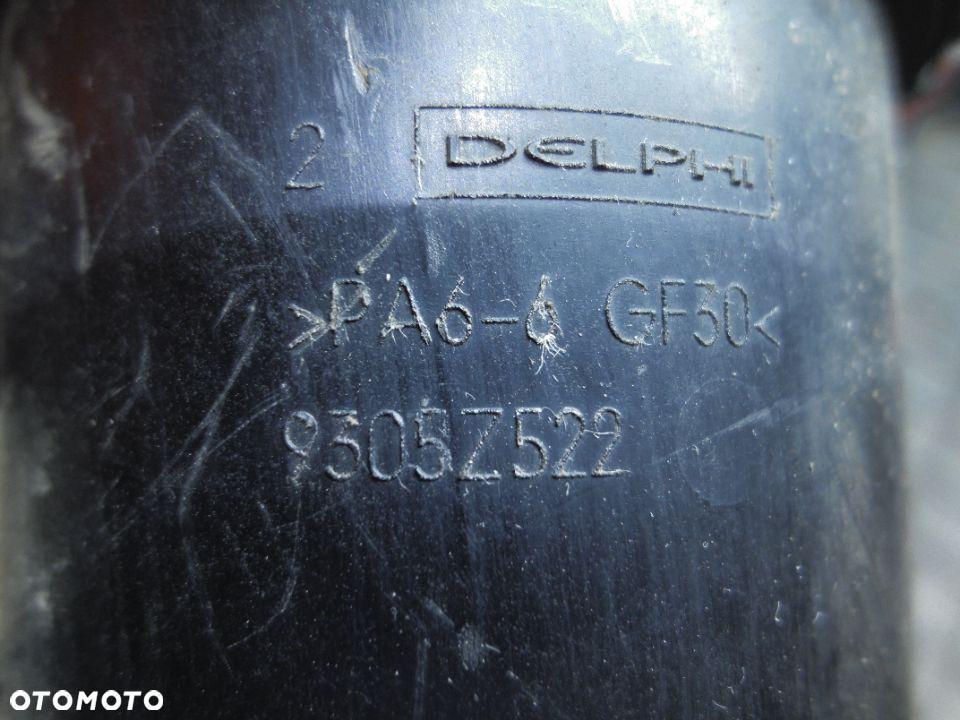 2 DELPHI
>PA6-6 GF30<
9305Z522
OTOMOTO